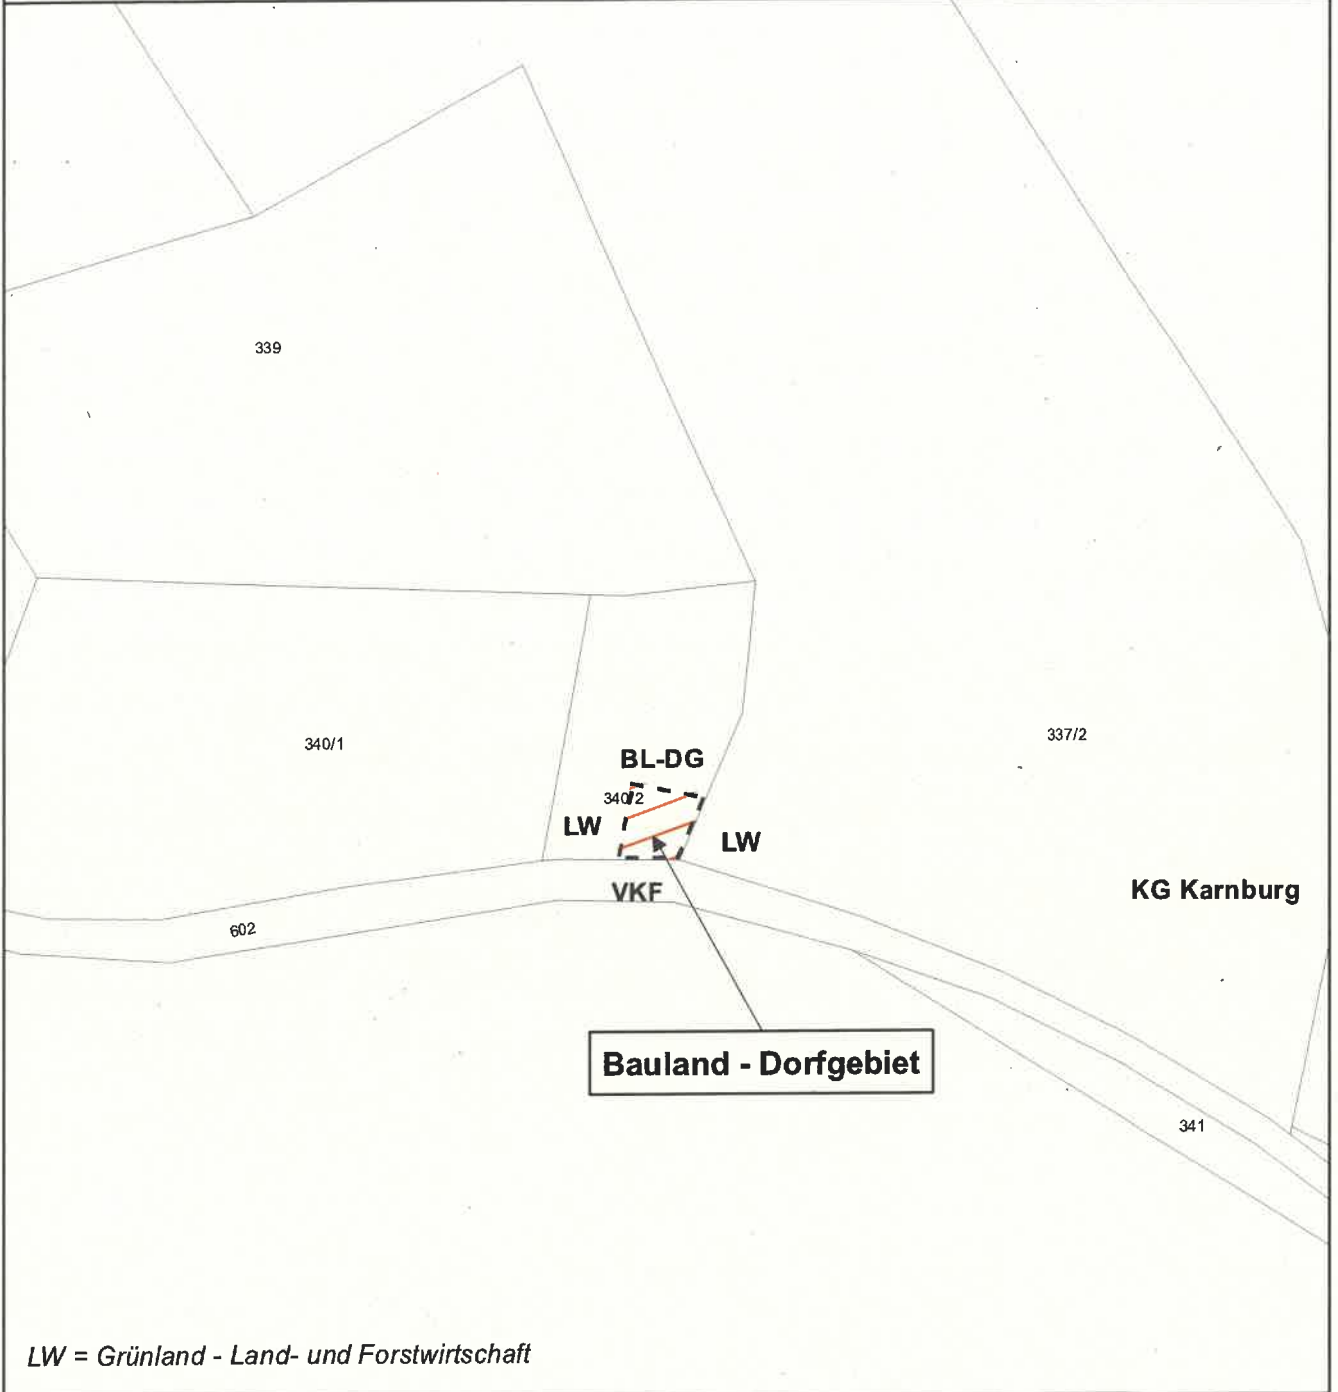 339
340/1
337/2
BL-DG
340/2
LW
LW
VKF
KG Karnburg
602
Bauland - Dorfgebiet
341
LW = Grünland - Land- und Forstwirtschaft